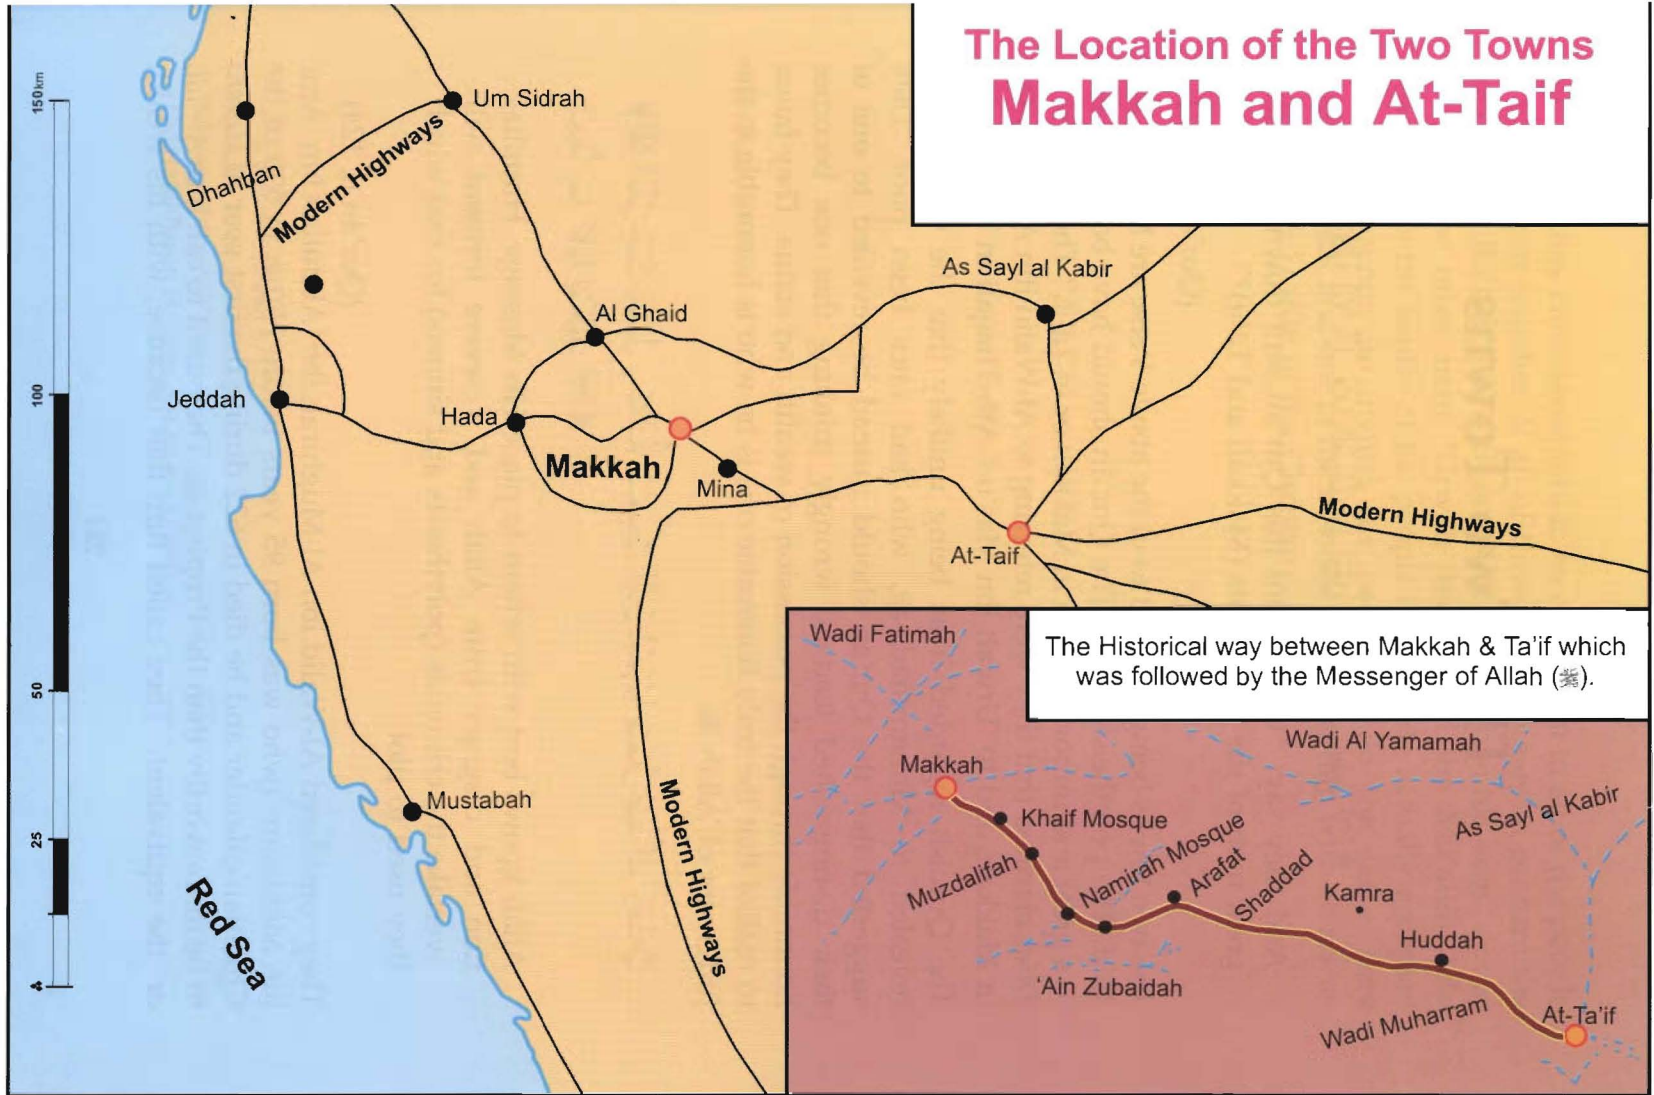 The Location of the Two Towns
Makkah and At-Taif
150km
100
50
25
Um Sidrah
Modern Highways
Dhahban
As Sayl al Kabir
Al Ghaid
Jeddah
Hada
Makkah
Mina
Modern Highways
At-Taif
Mustabah
Modern Highways
Red Sea
The Historical way between Makkah & Ta'if which
was followed by the Messenger of Allah (ﷺ).
Wadi Fatimah
Wadi Al Yamamah
Makkah
As Sayl al Kabir
Khaif Mosque
Muzdalifah
Namirah Mosque
Arafat
Shaddad
Kamra
Huddah
'Ain Zubaidah
Wadi Muharram
At-Ta'if